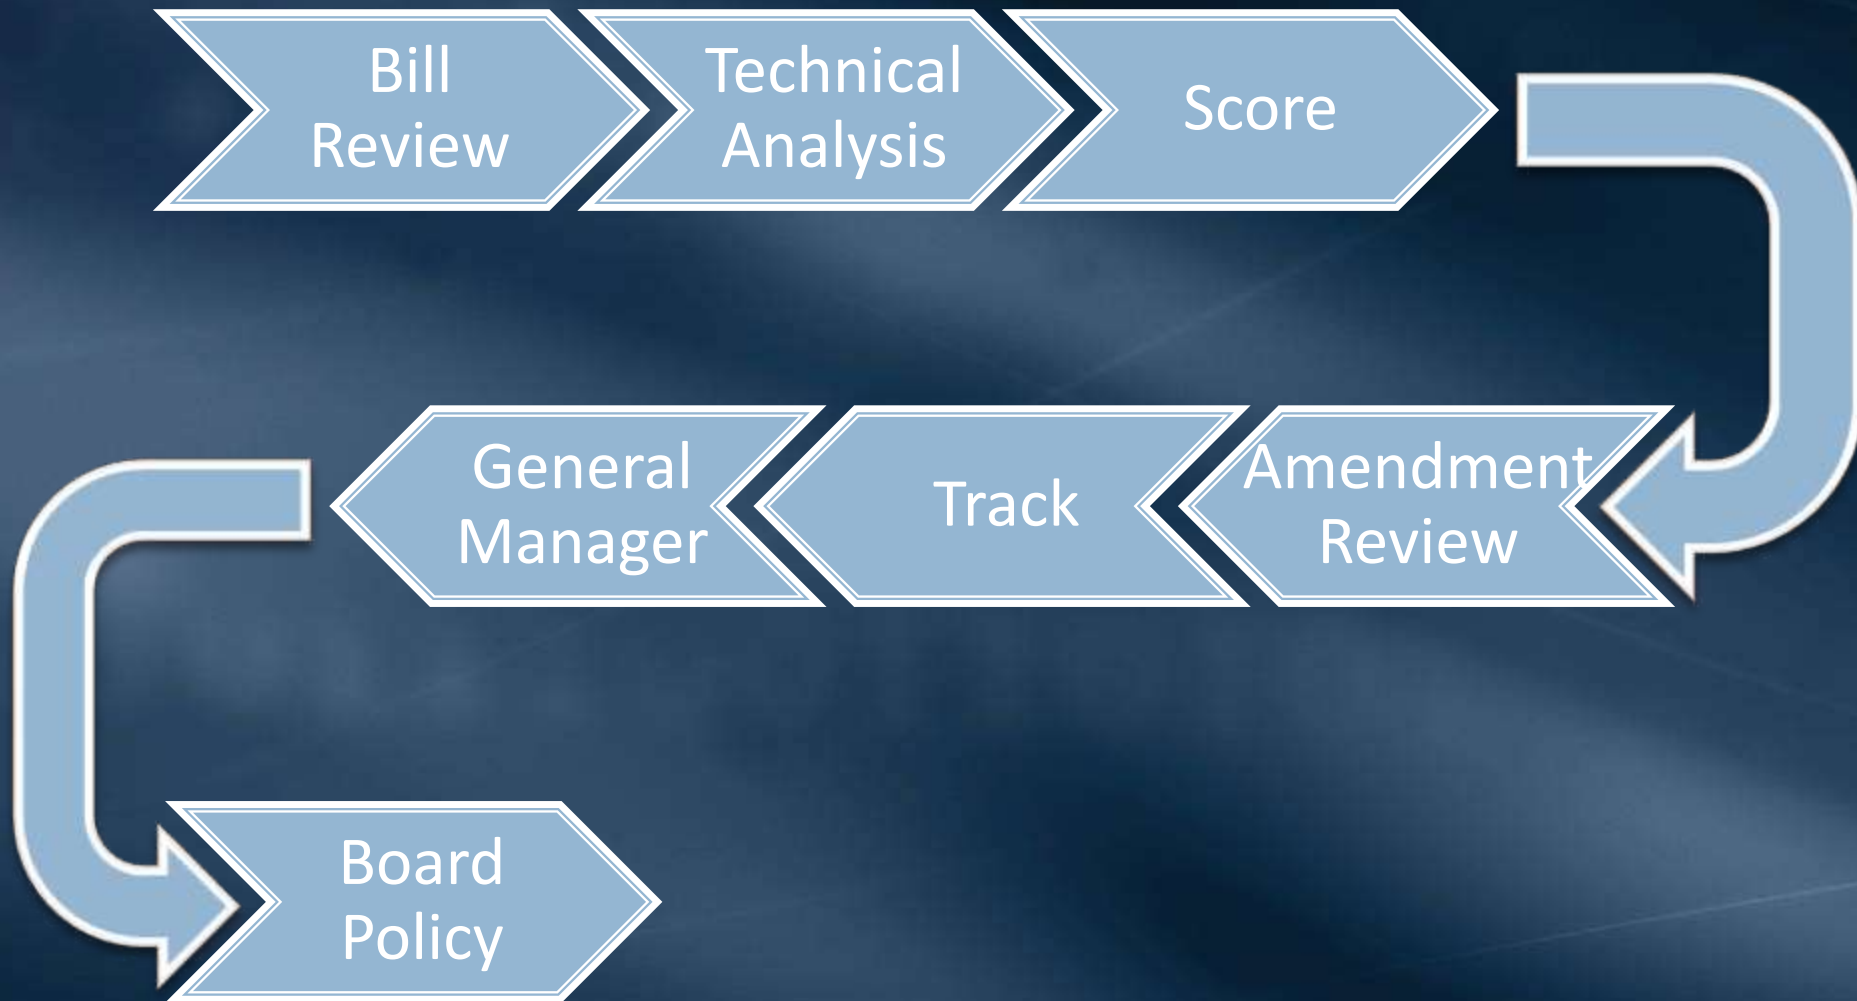 Bill
Review
Technical
Analysis
Score
Amendment
Review
Track
General
Manager
Board
Policy